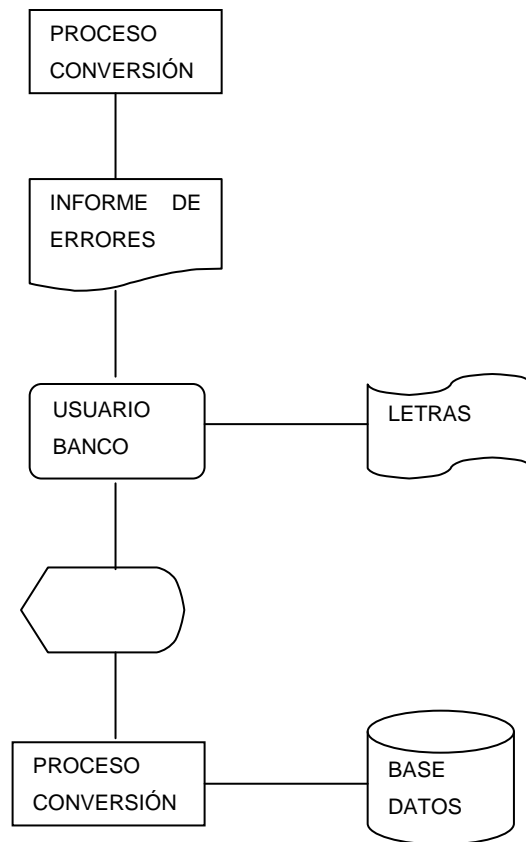 PROCESO
CONVERSIÓN
INFORME DE
ERRORES
USUARIO
BANCO
LETRAS
PROCESO
CONVERSIÓN
BASE
DATOS